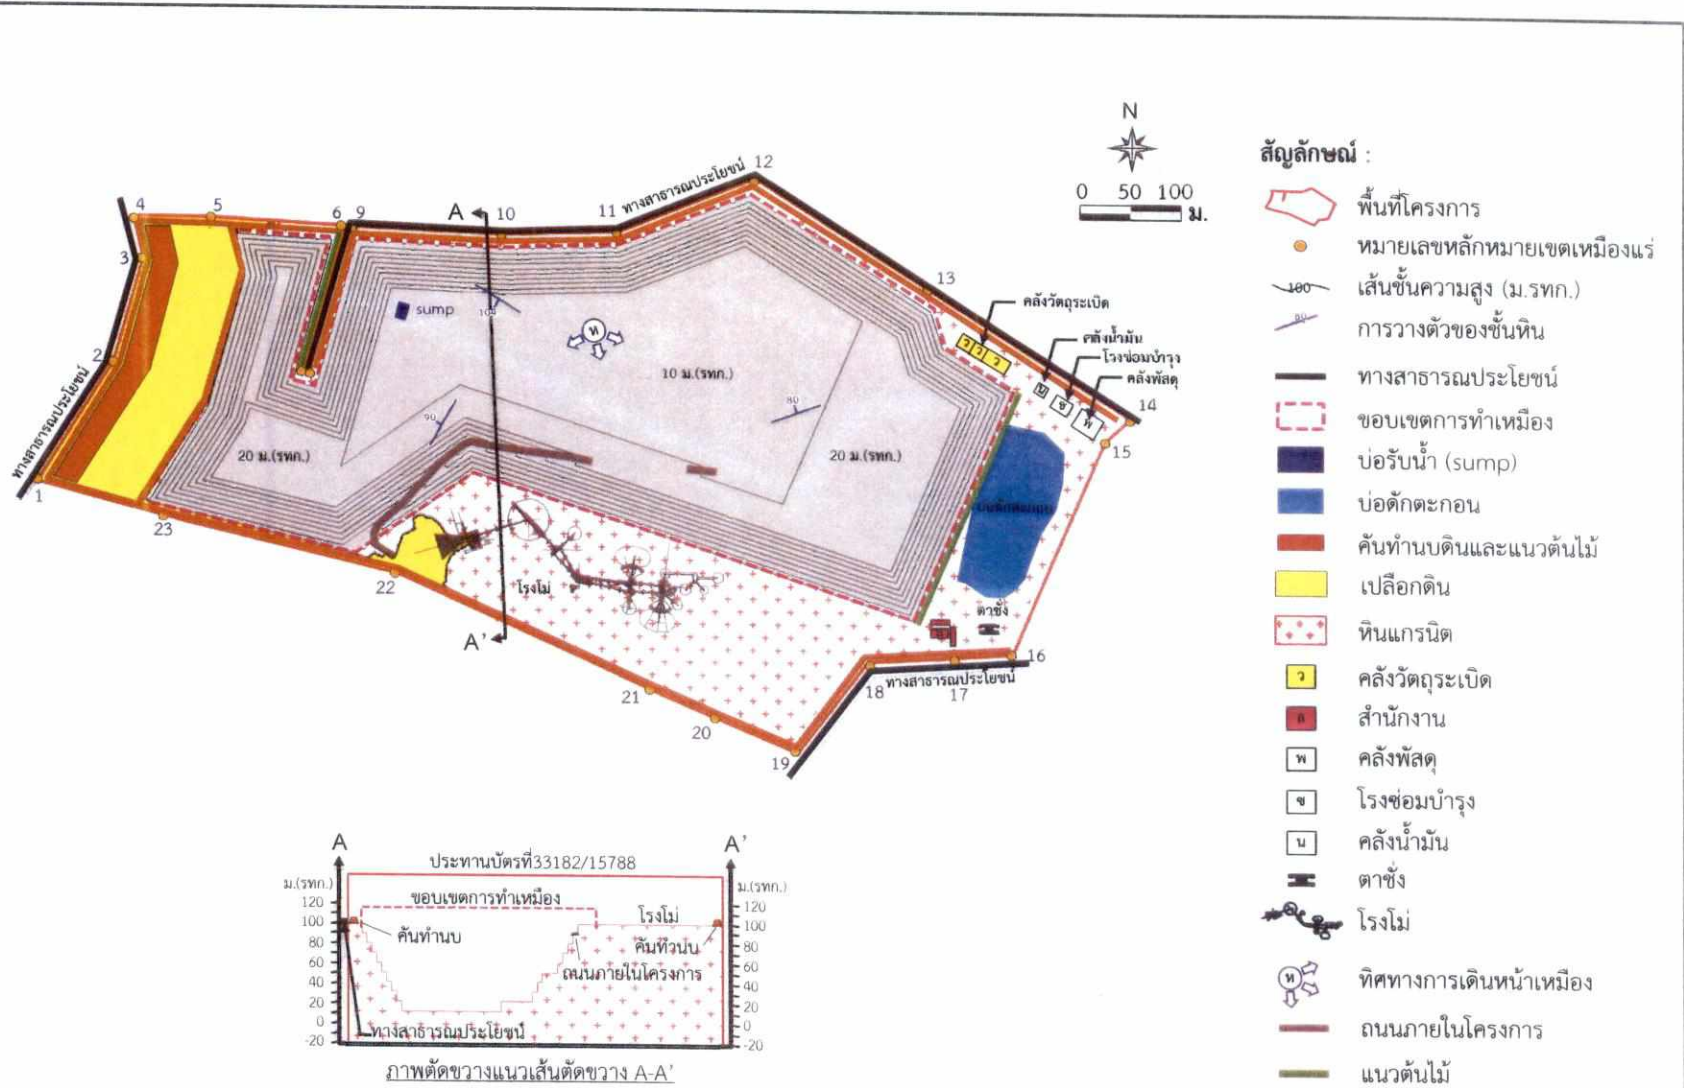 N
0 50 100
ม.
สัญลักษณ์ :
พื้นที่โครงการ
หมายเลขหลักหมายเขตเหมืองแร่
100 เส้นชั้นความสูง (ม.รทก.)
80 การวางตัวของชั้นหิน
ทางสาธารณประโยชน์
ขอบเขตการทำเหมือง
บ่อรับน้ำ (sump)
บ่อดักตะกอน
คันทำนบดินและแนวต้นไม้
เปลือกดิน
หินแกรนิต
ว คลังวัตถุระเบิด
สำนักงาน
พ คลังพัสดุ
ซ โรงซ่อมบำรุง
น คลังน้ำมัน
ตาชั่ง
โรงโม่
ท ทิศทางการเดินหน้าเหมือง
ถนนภายในโครงการ
แนวต้นไม้
12
ทางสาธารณประโยชน์
4 5 6 9 A 10 11
3
13
คลังวัตถุระเบิด
ว ว ว
sump
104
ท
คลังน้ำมัน
โรงซ่อมบำรุง
คลังพัสดุ
น ซ พ
2
10 ม.(รทก.)
14
90
80
15
ทางสาธารณประโยชน์
20 ม.(รทก.)
20 ม.(รทก.)
1
23
บ่อดักตะกอน
22
โรงโม่
ตาชั่ง
A'
16
18 17
ทางสาธารณประโยชน์
21
20
19
A A'
ประทานบัตรที่33182/15788
ม.(รทก.) ม.(รทก.)
ขอบเขตการทำเหมือง
โรงโม่
คันทำนบ
คันทำนบ
ถนนภายในโครงการ
ทางสาธารณประโยชน์
120 120
100 100
80 80
60 60
40 40
20 20
0 0
-20 -20
ภาพตัดขวางแนวเส้นตัดขวาง A-A'